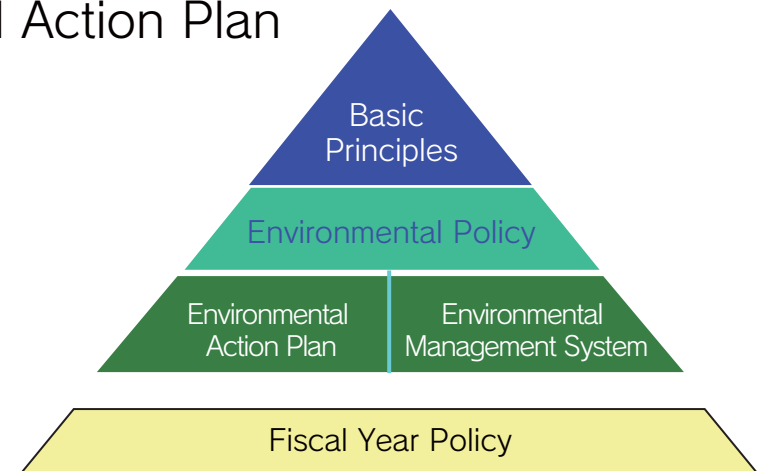 Action Plan
Basic
Principles
Environmental Policy
Environmental
Action Plan
Environmental
Management System
Fiscal Year Policy